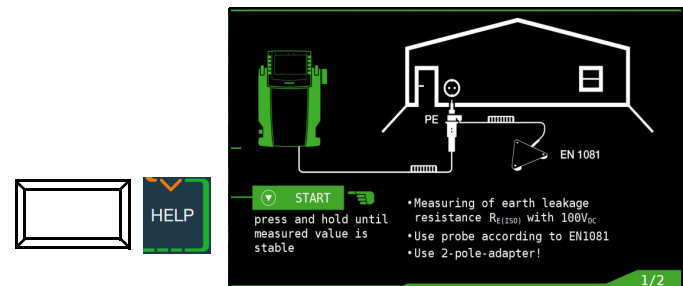 HELP
PE
EN 1081
START
press and hold until
measured value is
stable
•Measuring of earth leakage
resistance RE(ISO) with 100VDC
•Use probe according to EN1081
•Use 2-pole-adapter!
1/2